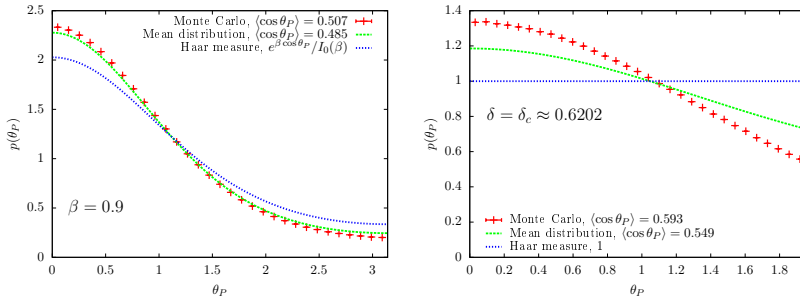 2.5
2
1.5
1
0.5
0
0
0.5
1
1.5
2
2.5
3
p(θ_P)
θ_P
Monte Carlo, ⟨cos θ_P⟩ = 0.507
Mean distribution, ⟨cos θ_P⟩ = 0.485
Haar measure, e^{β cos θ_P}/I_0(β)
β = 0.9
1.4
1.2
1
0.8
0.6
0.4
0.2
0
0
0.2
0.4
0.6
0.8
1
1.2
1.4
1.6
1.8
p(θ_P)
θ_P
δ = δ_c ≈ 0.6202
Monte Carlo, ⟨cos θ_P⟩ = 0.593
Mean distribution, ⟨cos θ_P⟩ = 0.549
Haar measure, 1